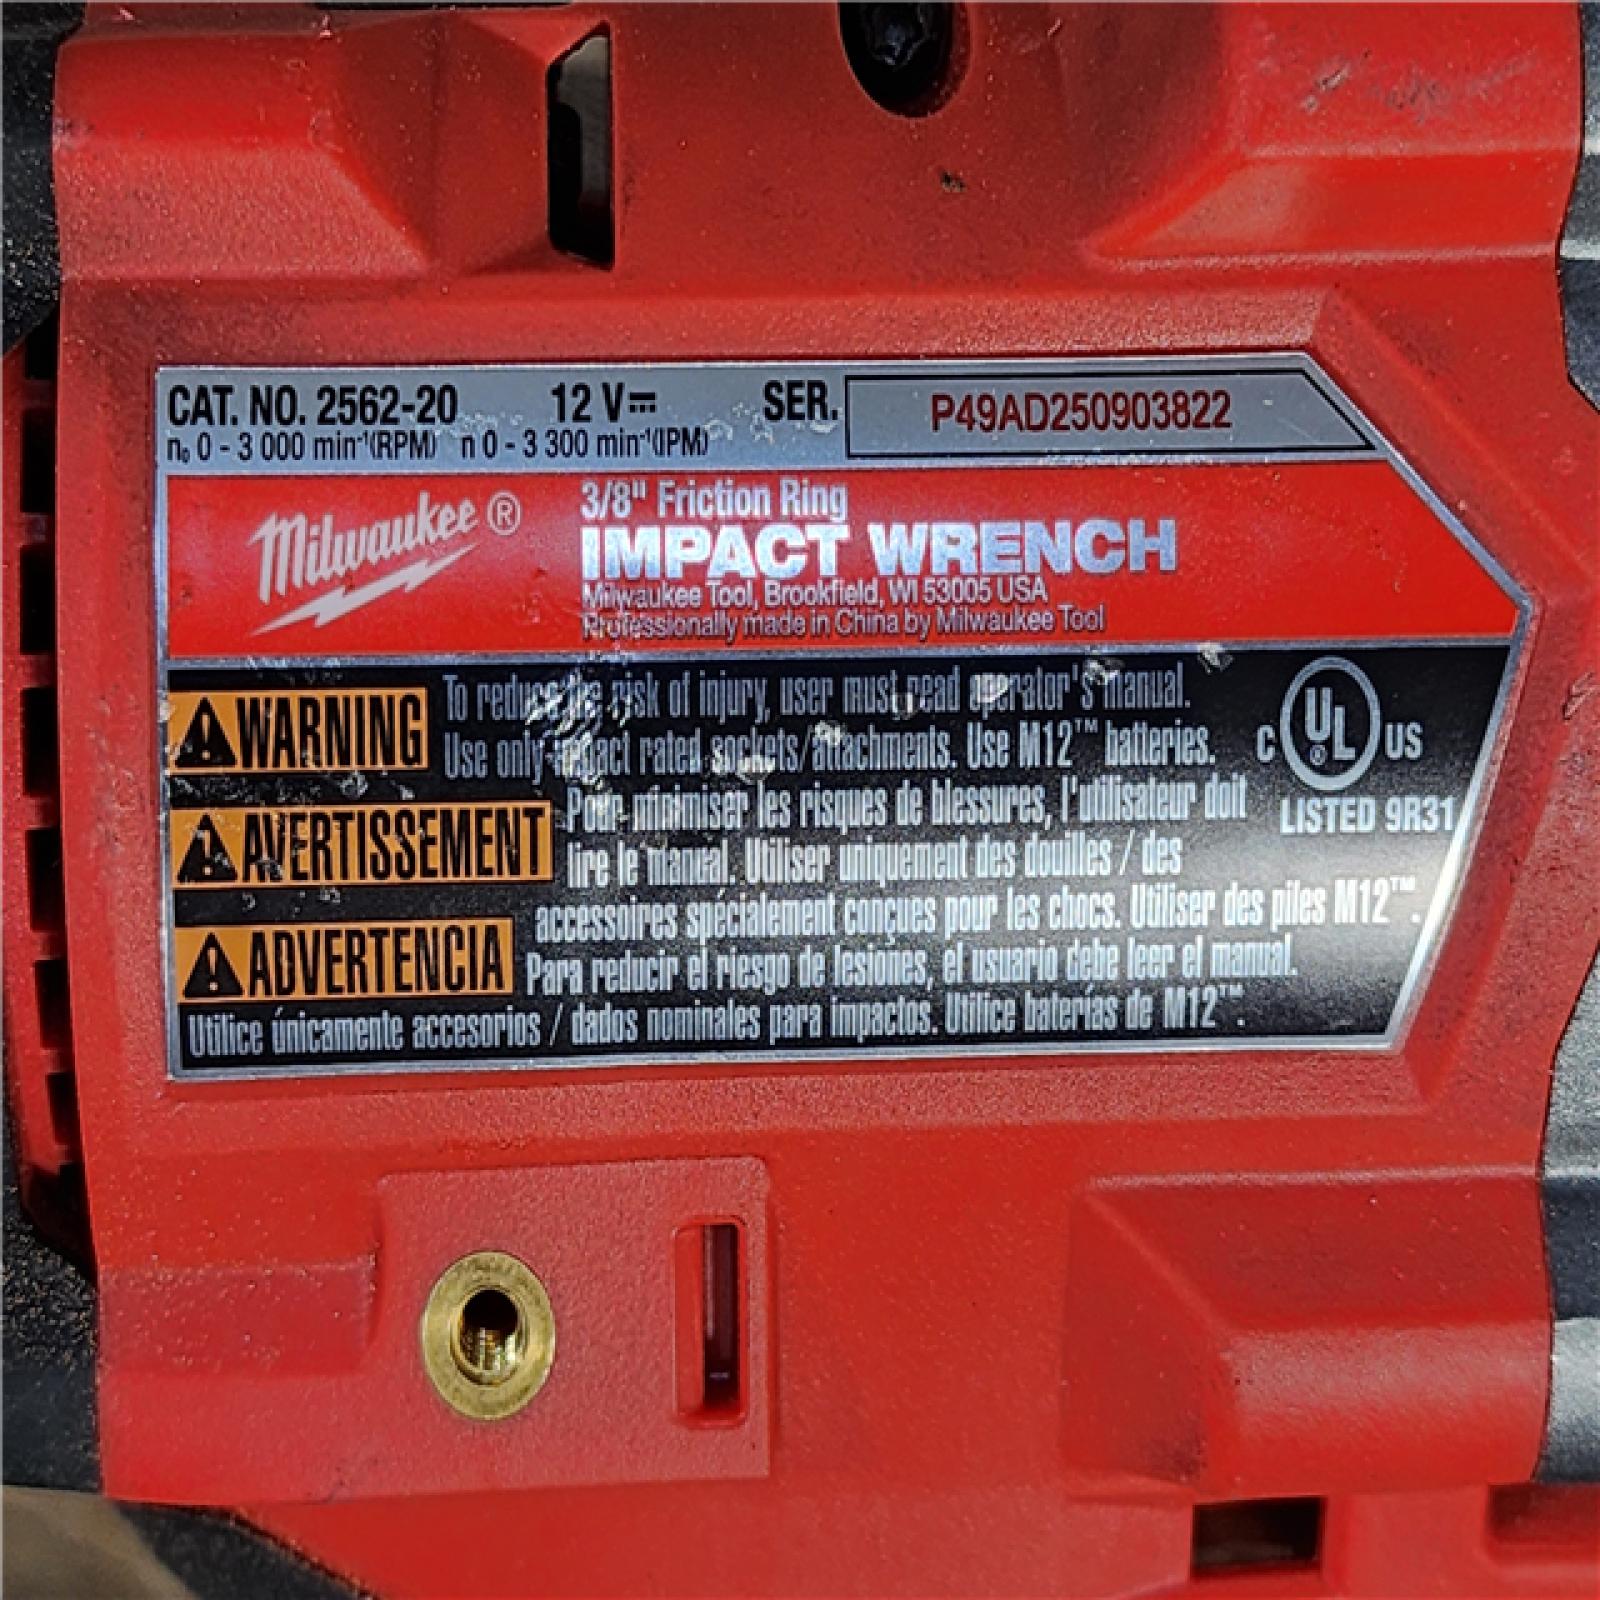 CAT. NO. 2562-20 12 V⎓ SER. P49AD250903822
n₀ 0 - 3 000 min⁻¹(RPM) n 0 - 3 300 min⁻¹(IPM)
Milwaukee®
3/8" Friction Ring
IMPACT WRENCH
Milwaukee Tool, Brookfield, WI 53005 USA
Professionally made in China by Milwaukee Tool
WARNING To reduce the risk of injury, user must read operator's manual.
Use only impact rated sockets/attachments. Use M12™ batteries.
C UL® US
LISTED 9R31
AVERTISSEMENT Pour minimiser les risques de blessures, l'utilisateur doit
lire le manual. Utiliser uniquement des douilles / des
accessoires spécialement conçues pour les chocs. Utiliser des piles M12™.
ADVERTENCIA Para reducir el riesgo de lesiones, el usuario debe leer el manual.
Utilice únicamente accesorios / dados nominales para impactos. Utilice baterías de M12™.